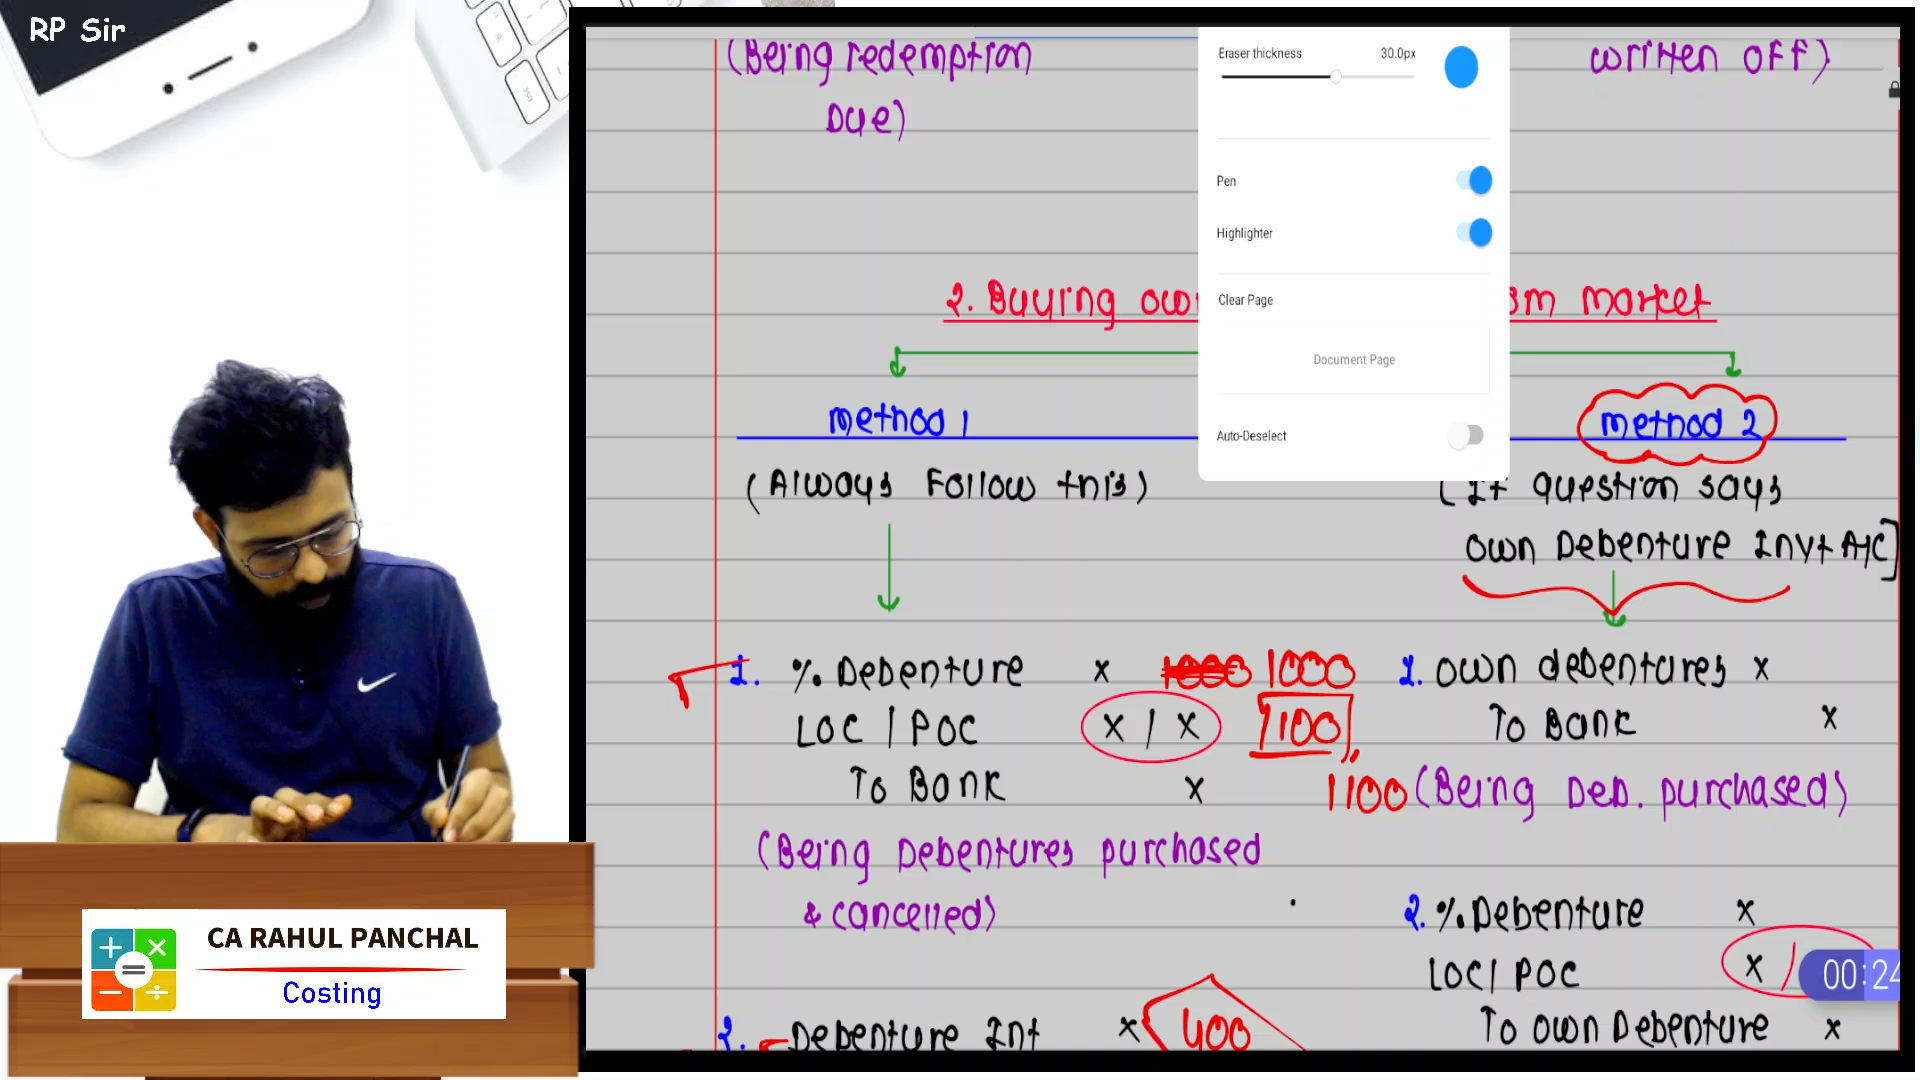 RP Sir
(Being redemption
Due)
written off)
Eraser thickness 30.0px
Pen
Highlighter
Clear Page
Document Page
Auto-Deselect
2. Buying own
om market
method 1
method 2
(Always Follow this)
(If question says
own Debenture Invt A/c]
1. % Debenture x 1000
LOC / POC x / x 1100
To Bank x 1100
(Being Debentures purchased
& cancelled)
2. Debenture Int x 400
1. own debentures x
To Bank x
(Being Deb. purchased)
2. % Debenture x
LOC / POC x /
To own Debenture x
00:24
CA RAHUL PANCHAL
Costing